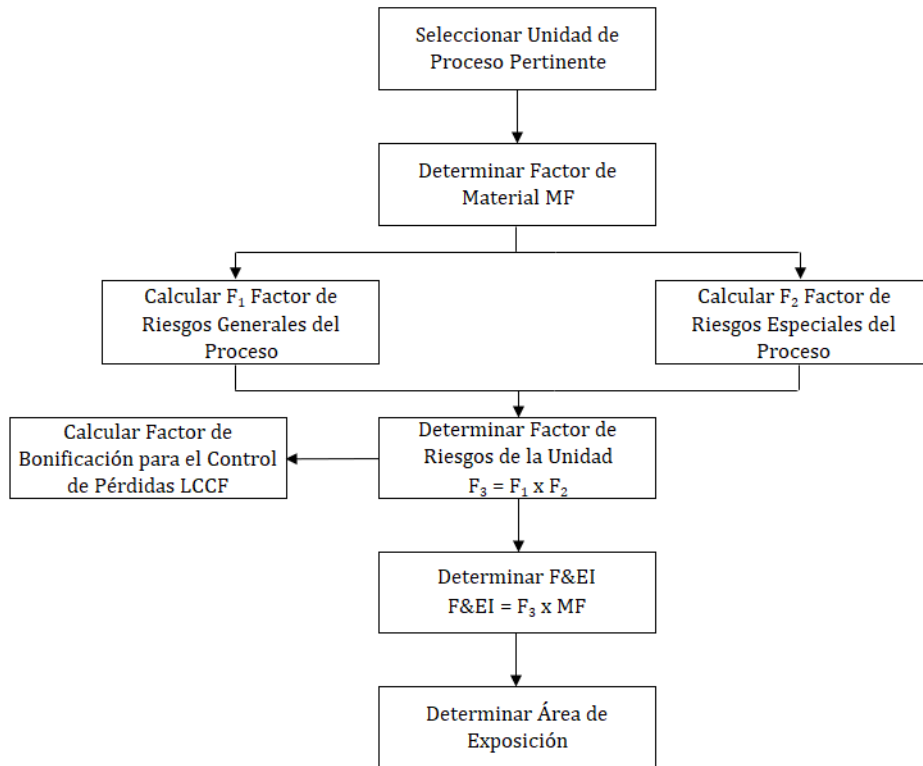 Seleccionar Unidad de
Proceso Pertinente
Determinar Factor de
Material MF
Calcular F₁ Factor de
Riesgos Generales del
Proceso
Calcular F₂ Factor de
Riesgos Especiales del
Proceso
Calcular Factor de
Bonificación para el Control
de Pérdidas LCCF
Determinar Factor de
Riesgos de la Unidad
F₃ = F₁ x F₂
Determinar F&EI
F&EI = F₃ x MF
Determinar Área de
Exposición